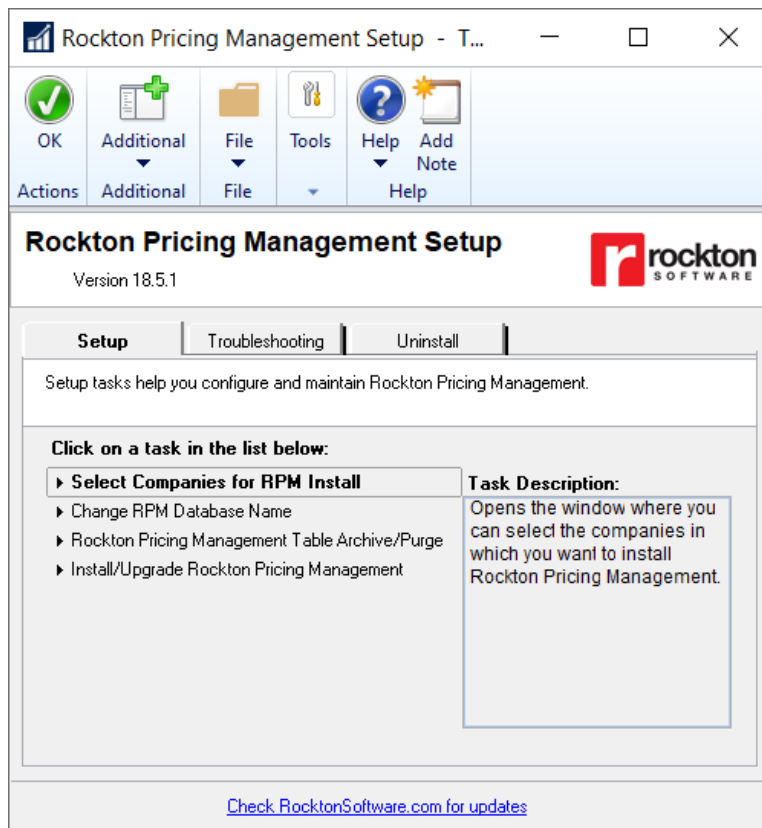 Rockton Pricing Management Setup - T...
OK
Additional
File
Tools
Help
Add
Note
Actions
Additional
File
Help
Rockton Pricing Management Setup
Version 18.5.1
rockton
SOFTWARE
Setup
Troubleshooting
Uninstall
Setup tasks help you configure and maintain Rockton Pricing Management.
Click on a task in the list below:
Select Companies for RPM Install
Change RPM Database Name
Rockton Pricing Management Table Archive/Purge
Install/Upgrade Rockton Pricing Management
Task Description:
Opens the window where you
can select the companies in
which you want to install
Rockton Pricing Management.
Check RocktonSoftware.com for updates